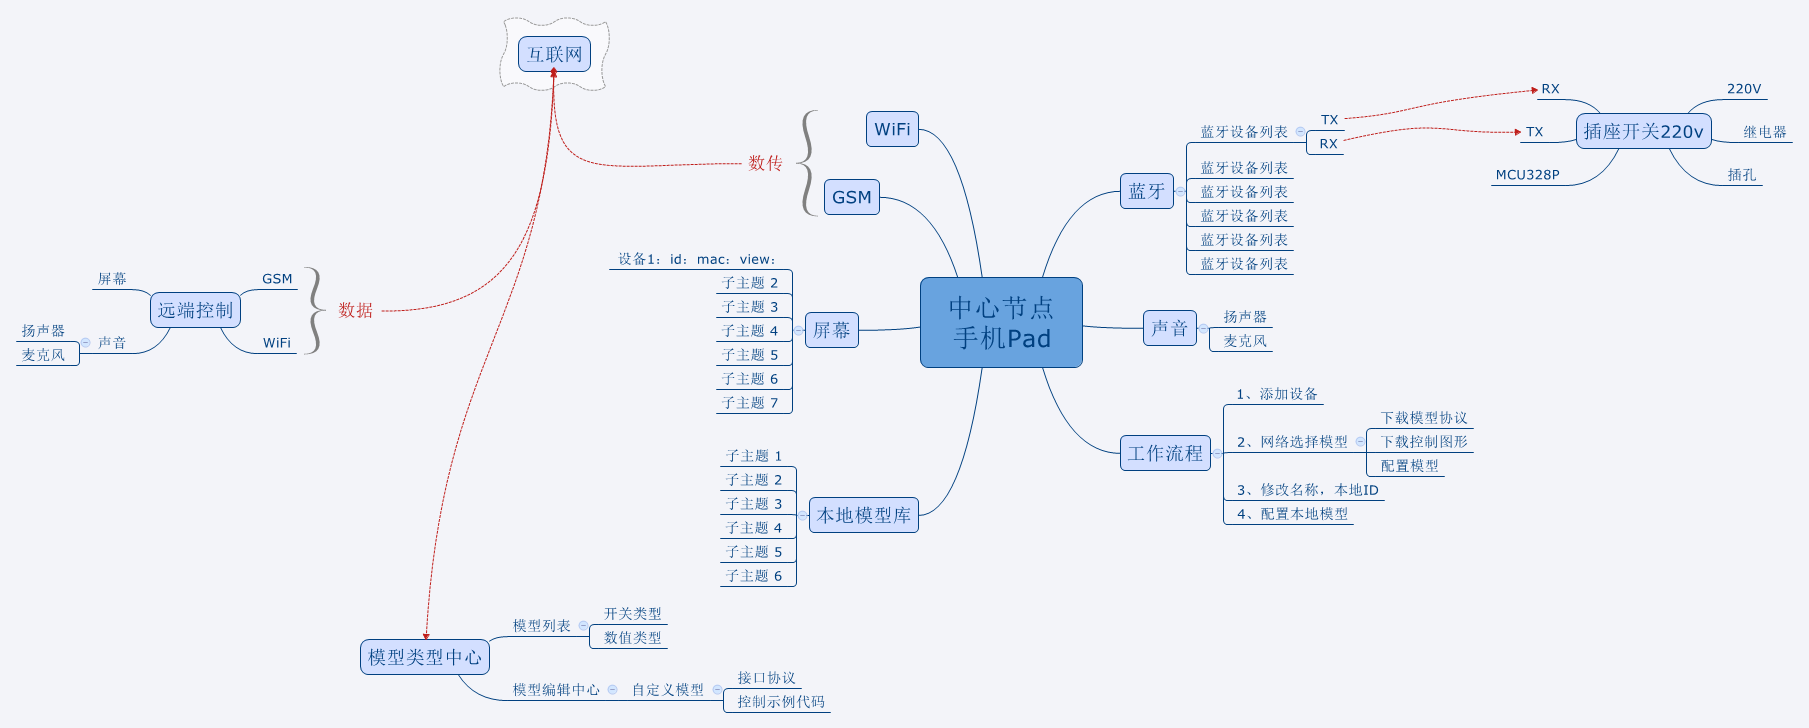 互联网
WiFi
GSM
数传
中心节点
手机Pad
蓝牙
蓝牙设备列表
TX
RX
蓝牙设备列表
蓝牙设备列表
蓝牙设备列表
蓝牙设备列表
蓝牙设备列表
RX
TX
MCU328P
插座开关220v
220V
继电器
插孔
声音
扬声器
麦克风
工作流程
1、添加设备
2、网络选择模型
下载模型协议
下载控制图形
配置模型
3、修改名称，本地ID
4、配置本地模型
屏幕
设备1：id：mac：view：
子主题 2
子主题 3
子主题 4
子主题 5
子主题 6
子主题 7
本地模型库
子主题 1
子主题 2
子主题 3
子主题 4
子主题 5
子主题 6
远端控制
屏幕
声音
扬声器
麦克风
GSM
WiFi
数据
模型类型中心
模型列表
开关类型
数值类型
模型编辑中心
自定义模型
接口协议
控制示例代码